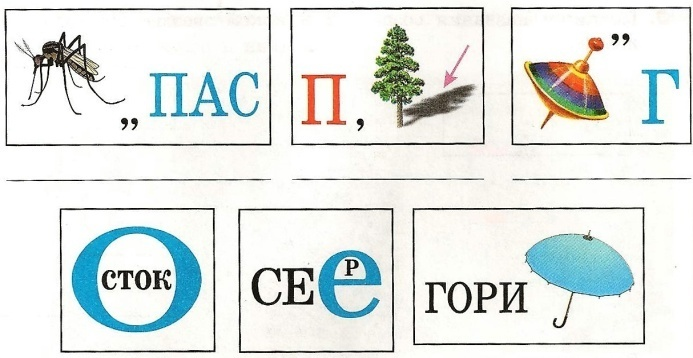 „ ПАС
П ,
” Г
О сток
СЕ е р
ГОРИ